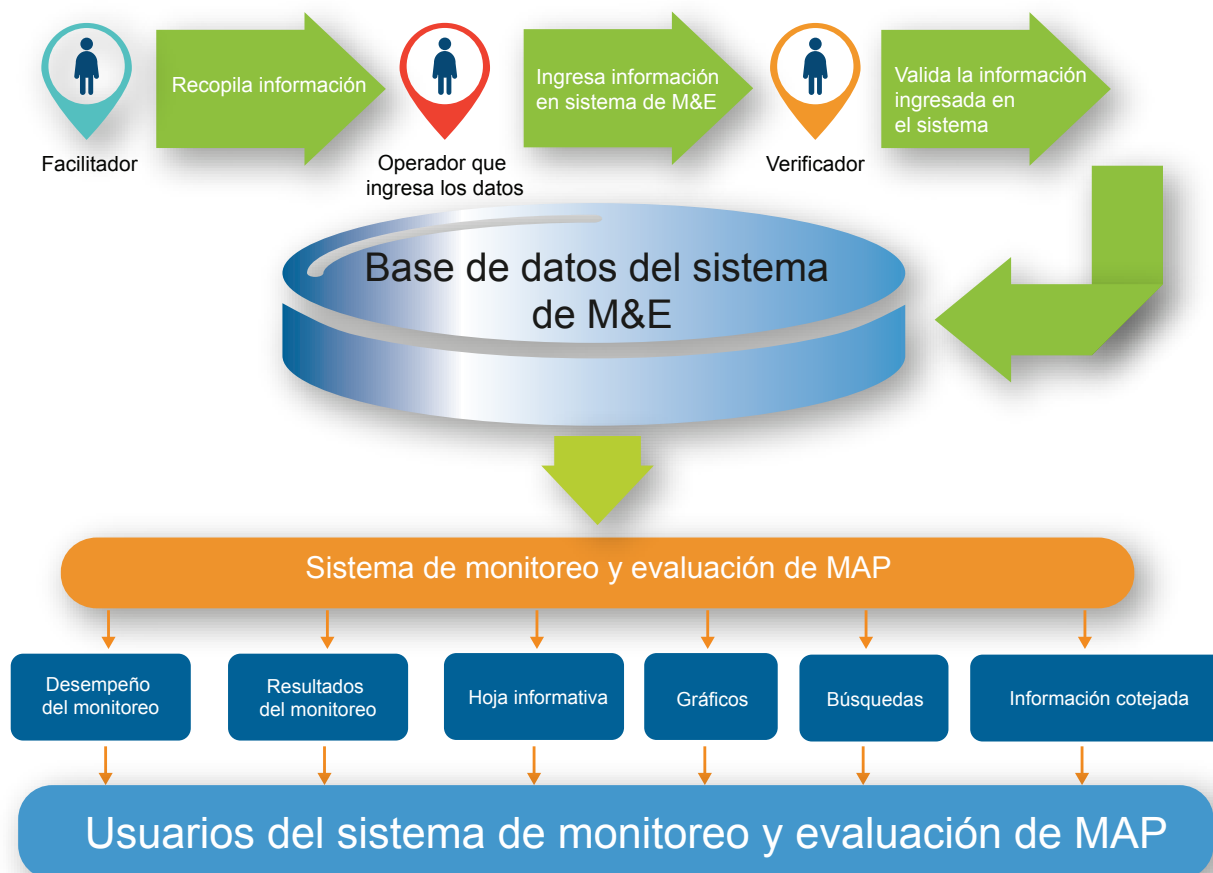 Recopila información
Ingresa información
en sistema de M&E
Valida la información
ingresada en
el sistema
Facilitador
Operador que
ingresa los datos
Verificador
Base de datos del sistema
de M&E
Sistema de monitoreo y evaluación de MAP
Desempeño
del monitoreo
Resultados
del monitoreo
Hoja informativa
Gráficos
Búsquedas
Información cotejada
Usuarios del sistema de monitoreo y evaluación de MAP